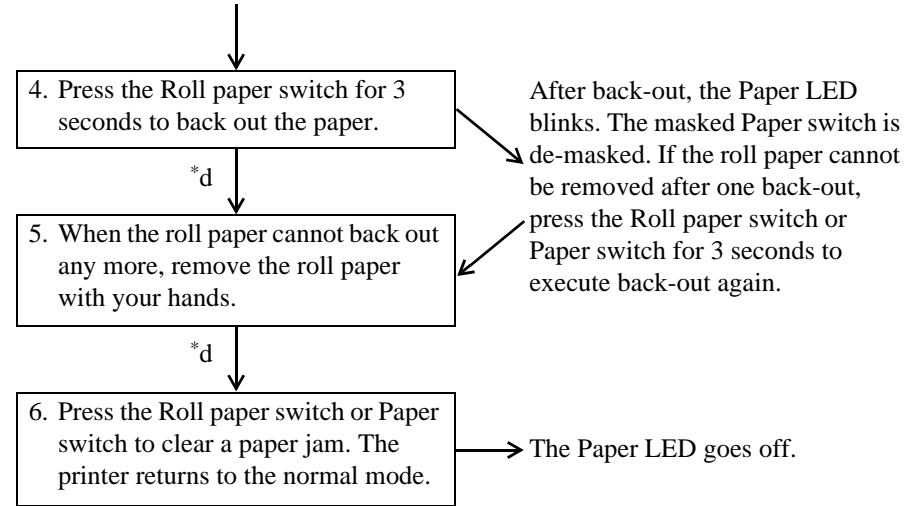 4. Press the Roll paper switch for 3
seconds to back out the paper.
After back-out, the Paper LED
blinks. The masked Paper switch is
de-masked. If the roll paper cannot
be removed after one back-out,
press the Roll paper switch or
Paper switch for 3 seconds to
execute back-out again.
*d
5. When the roll paper cannot back out
any more, remove the roll paper
with your hands.
*d
6. Press the Roll paper switch or Paper
switch to clear a paper jam. The
printer returns to the normal mode.
The Paper LED goes off.